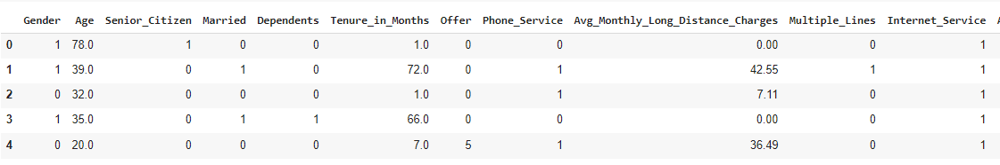 Gender Age Senior_Citizen Married Dependents Tenure_in_Months Offer Phone_Service Avg_Monthly_Long_Distance_Charges Multiple_Lines Internet_Service
0 1 78.0 1 0 0 1.0 0 0 0.00 0 1
1 1 39.0 0 1 0 72.0 0 1 42.55 1 1
2 0 32.0 0 0 0 1.0 0 1 7.11 0 1
3 1 35.0 0 1 1 66.0 0 0 0.00 0 1
4 0 20.0 0 0 0 7.0 5 1 36.49 0 1